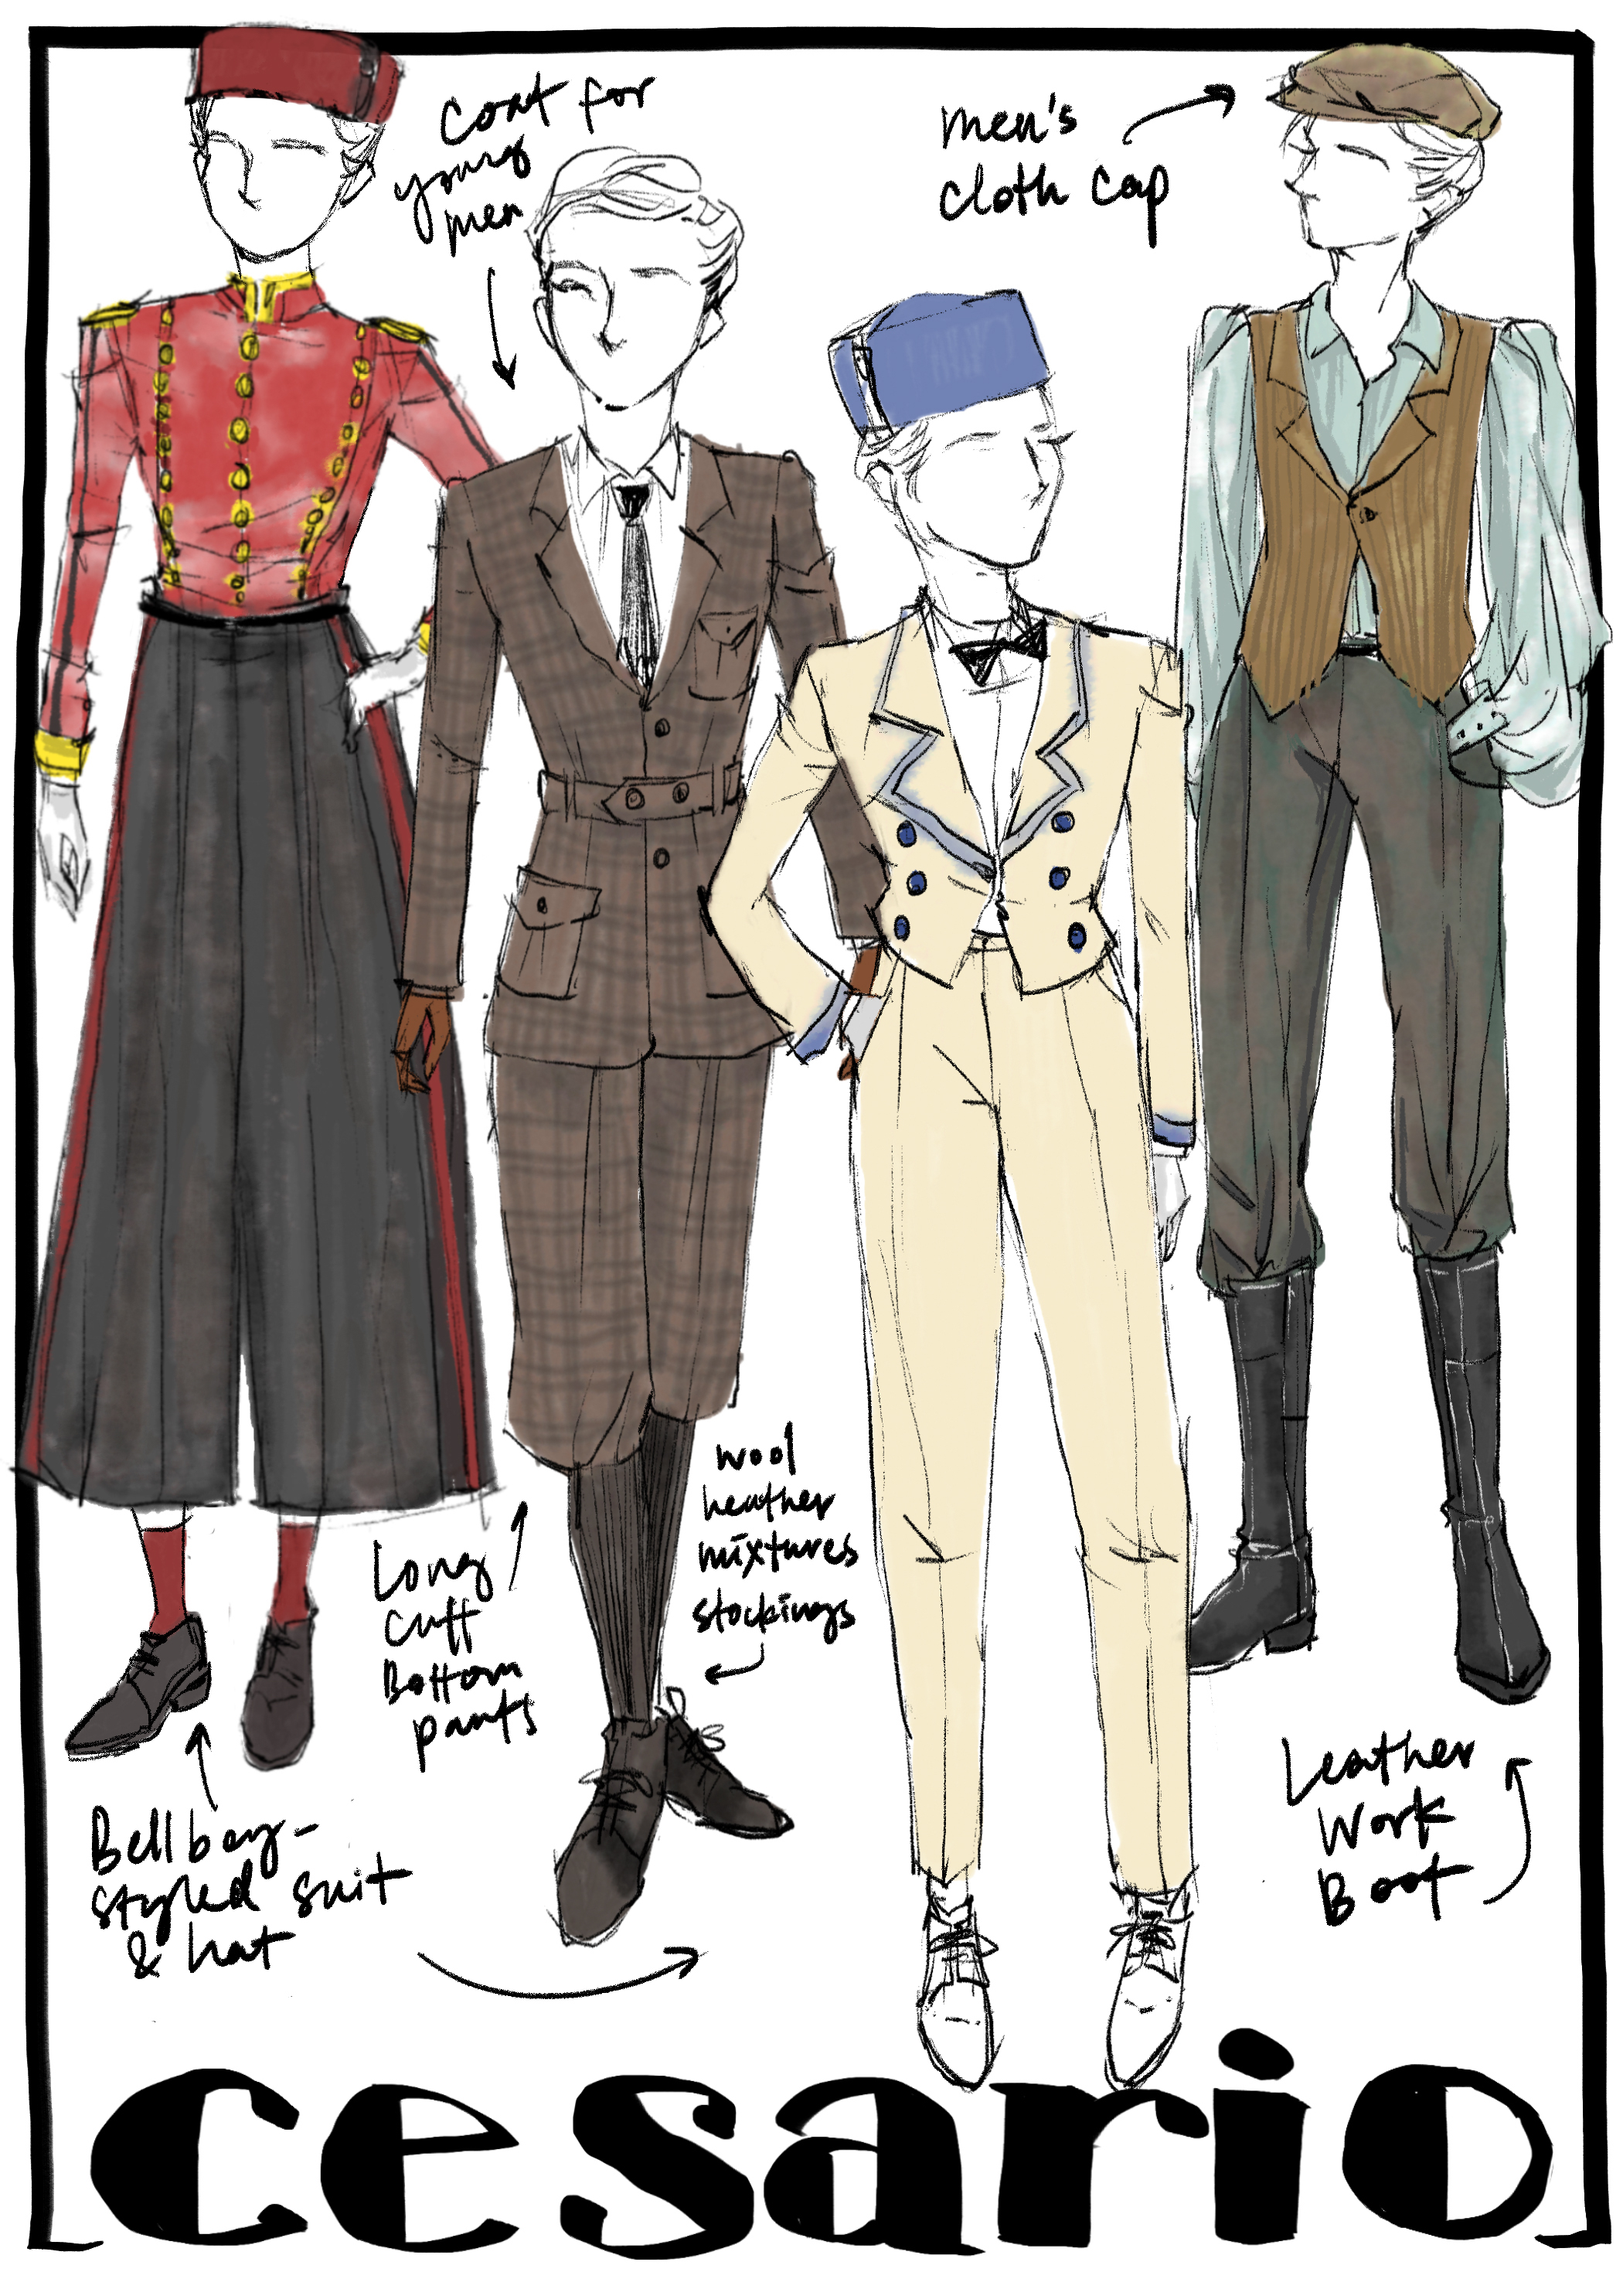 coat for
young
men
men's
cloth cap
wool
heather
mixtures
stockings
Long
cuff
Bottom
pants
Bellboy-
styled suit
& hat
Leather
Work
Boot
cesario